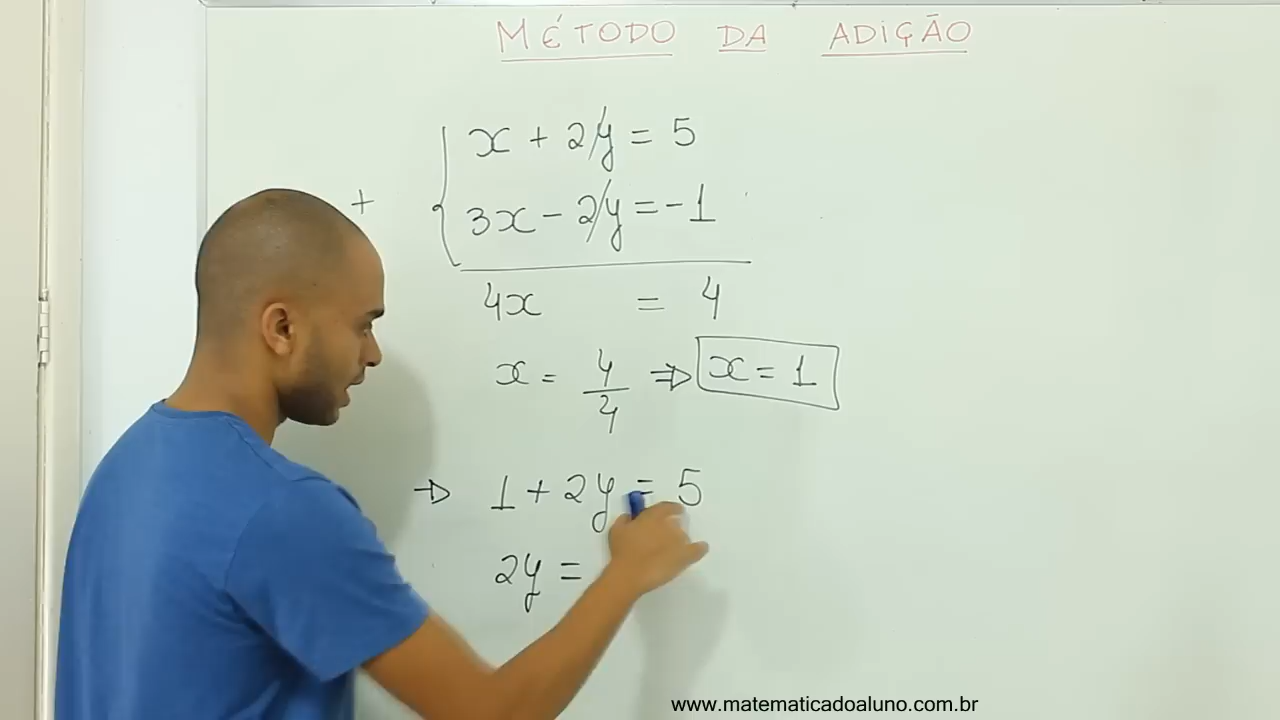 MÉTODO DA ADIÇÃO
x + 2y = 5
+
3x - 2y = -1
4x = 4
x = 4/4 ⇒ x = 1
⇒ 1 + 2y = 5
2y =
www.matematicadoaluno.com.br